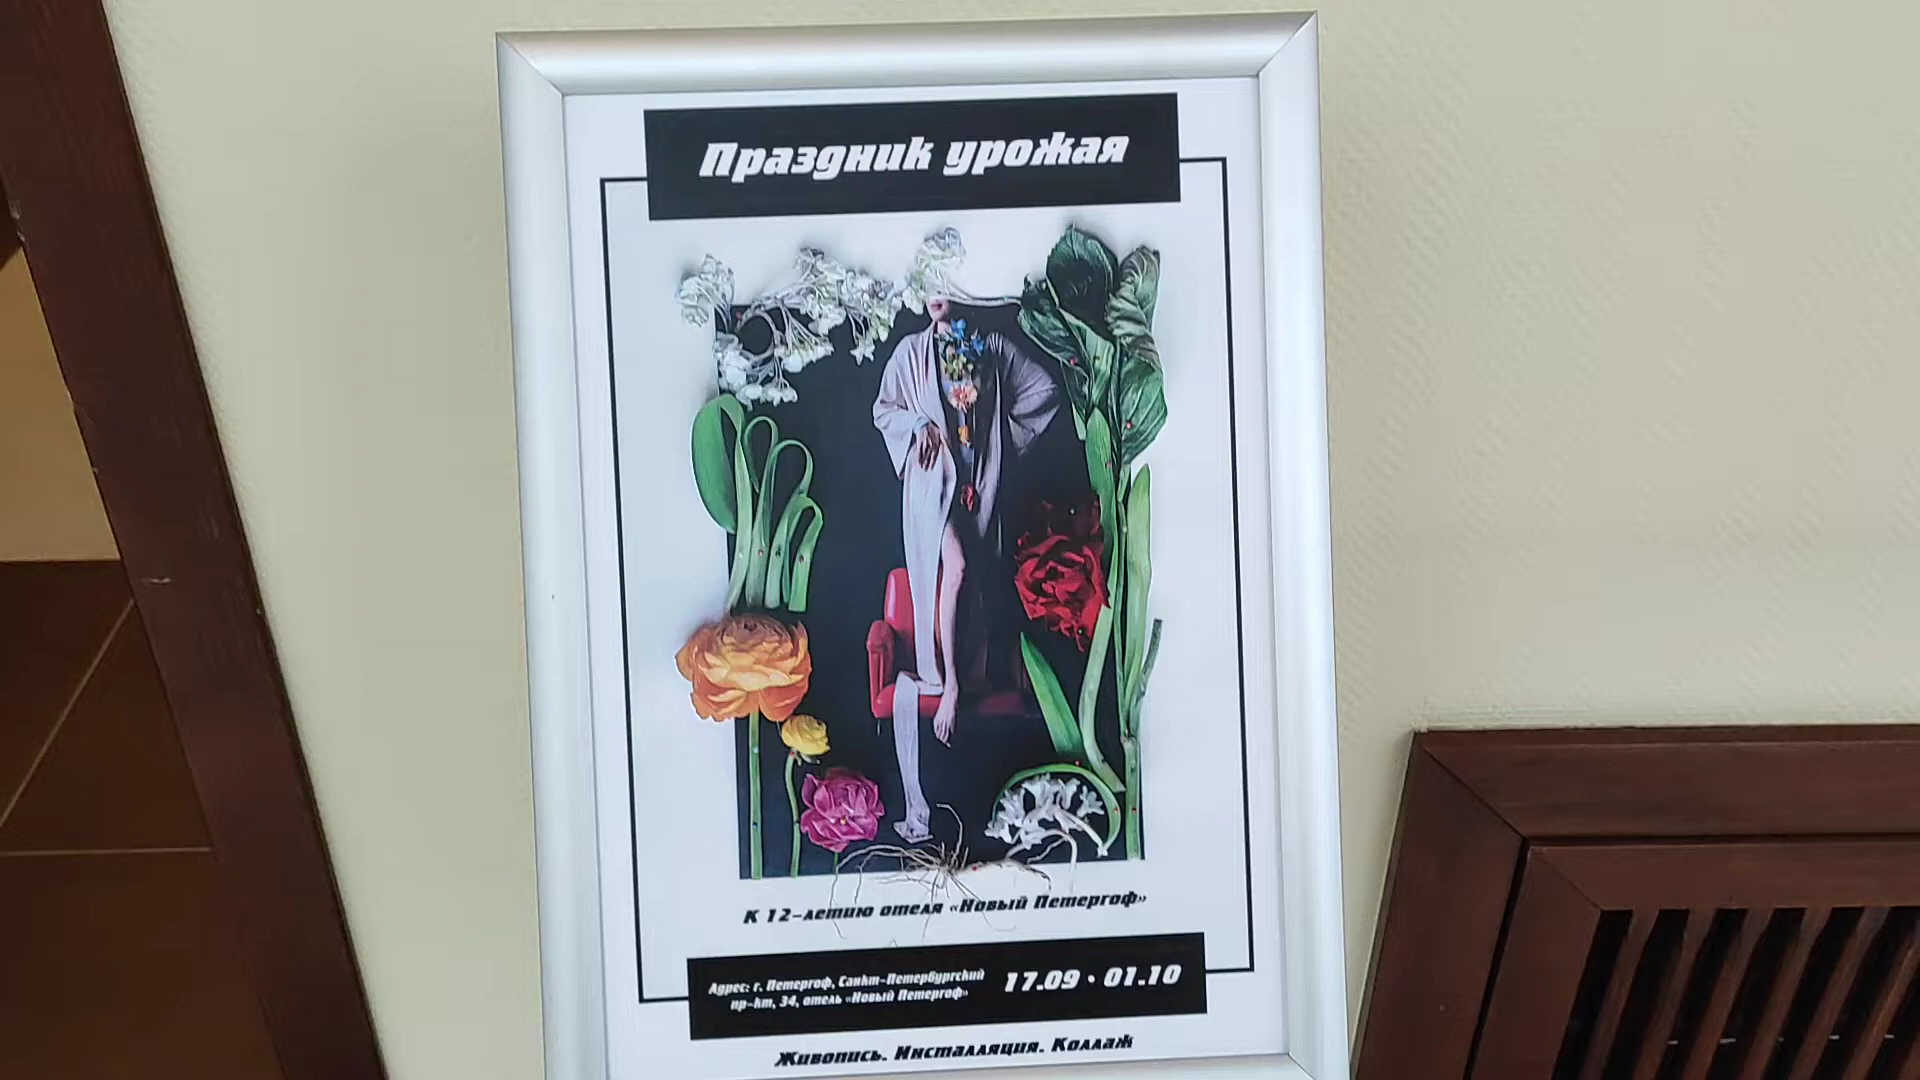 Праздник урожая
К 12-летию отеля «Новый Петергоф»
Адрес: г. Петергоф, Санкт-Петербургский
пр-кт, 34, отель «Новый Петергоф»
17.09 • 01.10
Живопись. Инсталляция. Коллаж